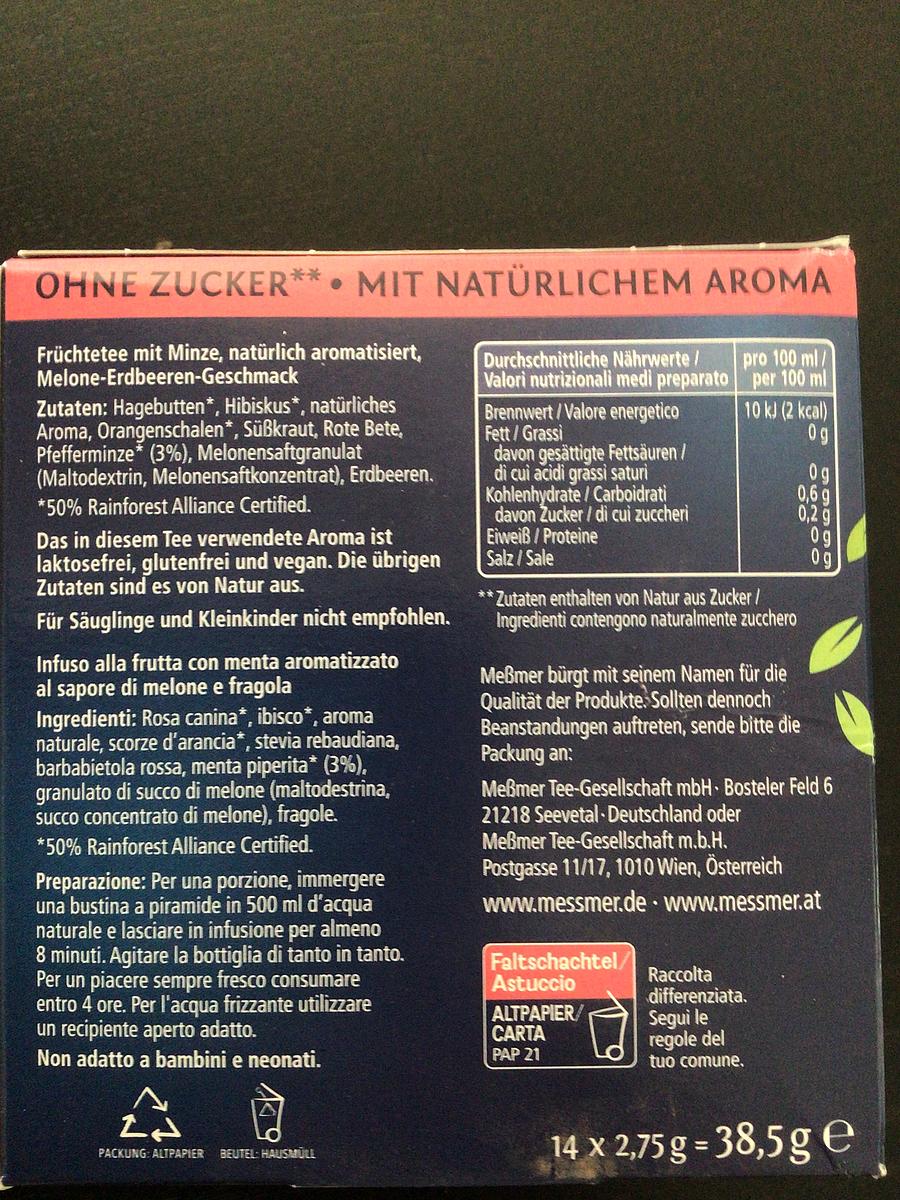 OHNE ZUCKER** • MIT NATÜRLICHEM AROMA
Früchtetee mit Minze, natürlich aromatisiert,
Melone-Erdbeeren-Geschmack
Zutaten: Hagebutten*, Hibiskus*, natürliches
Aroma, Orangenschalen*, Süßkraut, Rote Bete,
Pfefferminze* (3%), Melonensaftgranulat
(Maltodextrin, Melonensaftkonzentrat), Erdbeeren.
*50% Rainforest Alliance Certified.
Das in diesem Tee verwendete Aroma ist
laktosefrei, glutenfrei und vegan. Die übrigen
Zutaten sind es von Natur aus.
Für Säuglinge und Kleinkinder nicht empfohlen.
Infuso alla frutta con menta aromatizzato
al sapore di melone e fragola
Ingredienti: Rosa canina*, ibisco*, aroma
naturale, scorze d'arancia*, stevia rebaudiana,
barbabietola rossa, menta piperita* (3%),
granulato di succo di melone (maltodestrina,
succo concentrato di melone), fragole.
*50% Rainforest Alliance Certified.
Preparazione: Per una porzione, immergere
una bustina a piramide in 500 ml d'acqua
naturale e lasciare in infusione per almeno
8 minuti. Agitare la bottiglia di tanto in tanto.
Per un piacere sempre fresco consumare
entro 4 ore. Per l'acqua frizzante utilizzare
un recipiente aperto adatto.
Non adatto a bambini e neonati.
PACKUNG: ALTPAPIER BEUTEL: HAUSMÜLL
Durchschnittliche Nährwerte / pro 100 ml /
Valori nutrizionali medi preparato per 100 ml
Brennwert / Valore energetico 10 kJ (2 kcal)
Fett / Grassi 0 g
davon gesättigte Fettsäuren /
di cui acidi grassi saturi 0 g
Kohlenhydrate / Carboidrati 0,6 g
davon Zucker / di cui zuccheri 0,2 g
Eiweiß / Proteine 0 g
Salz / Sale 0 g
** Zutaten enthalten von Natur aus Zucker /
Ingredienti contengono naturalmente zucchero
Meßmer bürgt mit seinem Namen für die
Qualität der Produkte. Sollten dennoch
Beanstandungen auftreten, sende bitte die
Packung an:
Meßmer Tee-Gesellschaft mbH · Bosteler Feld 6
21218 Seevetal · Deutschland oder
Meßmer Tee-Gesellschaft m.b.H.
Postgasse 11/17, 1010 Wien, Österreich
www.messmer.de · www.messmer.at
Faltschachtel/
Astuccio
ALTPAPIER/
CARTA
PAP 21
Raccolta
differenziata.
Segui le
regole del
tuo comune.
14 x 2,75 g = 38,5 g e